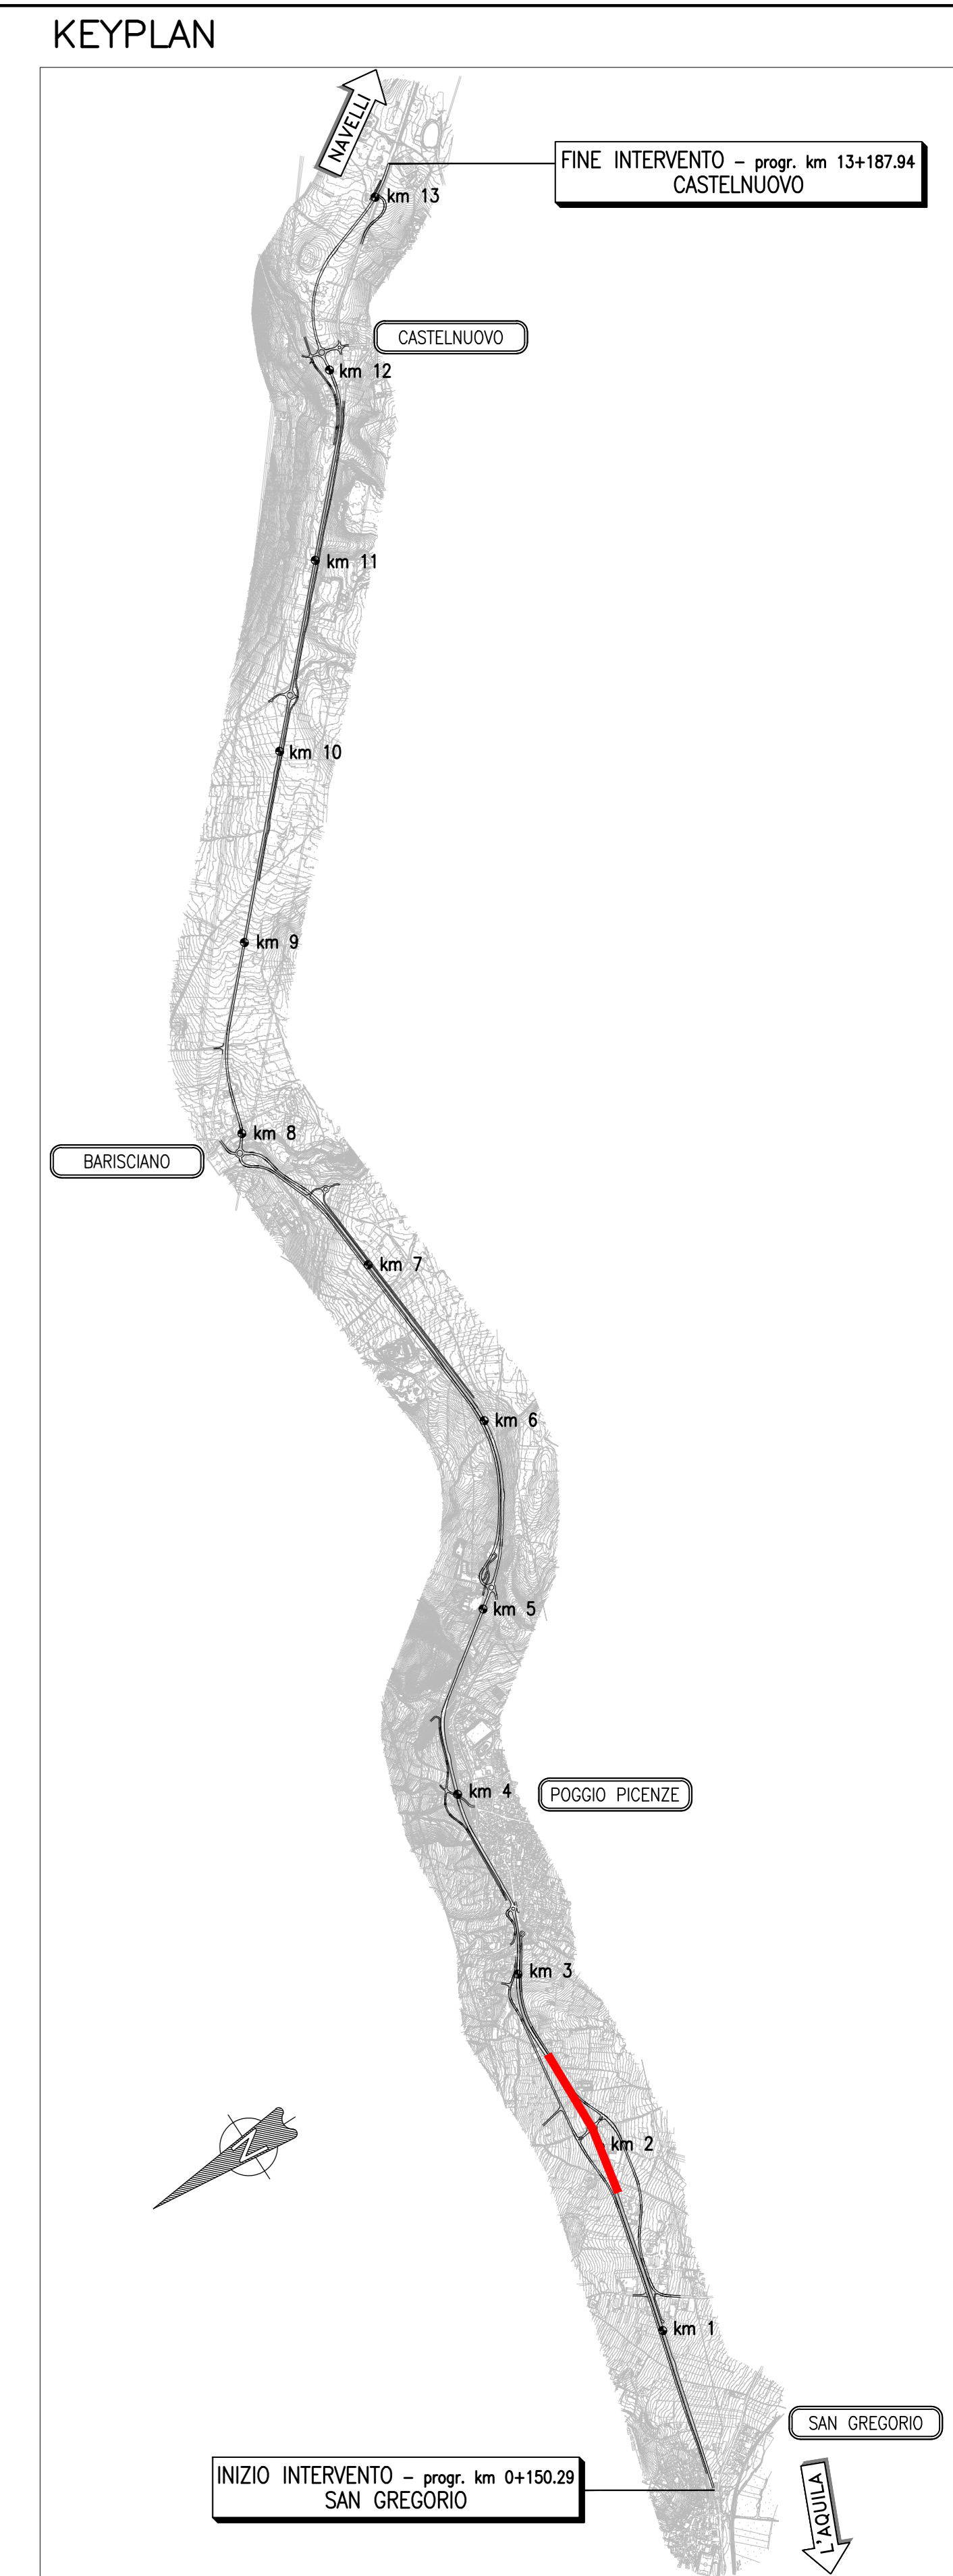 KEYPLAN
NAVELLI
FINE INTERVENTO – progr. km 13+187.94
CASTELNUOVO
km 13
CASTELNUOVO
km 12
km 11
km 10
km 9
km 8
BARISCIANO
km 7
km 6
km 5
km 4
POGGIO PICENZE
km 3
N
km 2
km 1
SAN GREGORIO
INIZIO INTERVENTO – progr. km 0+150.29
SAN GREGORIO
L'AQUILA